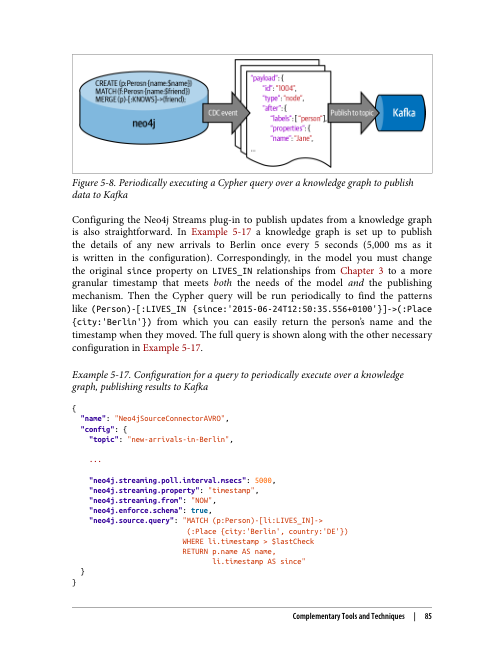 CREATE (p:Perosn{name:$name})
MATCH (f:Perosn{name:$friend})
MERGE (p)-[:KNOWS]->(friend);
neo4j
CDC event
"payload": {
"id": "1004",
"type": "node",
"after": {
"labels": ["person"],
"properties": {
"name": "Jane",
...
Publish to topic
Kafka
Figure 5-8. Periodically executing a Cypher query over a knowledge graph to publish
data to Kafka
Configuring the Neo4j Streams plug-in to publish updates from a knowledge graph
is also straightforward. In Example 5-17 a knowledge graph is set up to publish
the details of any new arrivals to Berlin once every 5 seconds (5,000 ms as it
is written in the configuration). Correspondingly, in the model you must change
the original since property on LIVES_IN relationships from Chapter 3 to a more
granular timestamp that meets both the needs of the model and the publishing
mechanism. Then the Cypher query will be run periodically to find the patterns
like (Person)-[:LIVES_IN {since:'2015-06-24T12:50:35.556+0100'}]->(:Place
{city:'Berlin'}) from which you can easily return the person's name and the
timestamp when they moved. The full query is shown along with the other necessary
configuration in Example 5-17.
Example 5-17. Configuration for a query to periodically execute over a knowledge
graph, publishing results to Kafka
{
"name": "Neo4jSourceConnectorAVRO",
"config": {
"topic": "new-arrivals-in-Berlin",
...
"neo4j.streaming.poll.interval.msecs": 5000,
"neo4j.streaming.property": "timestamp",
"neo4j.streaming.from": "NOW",
"neo4j.enforce.schema": true,
"neo4j.source.query": "MATCH (p:Person)-[li:LIVES_IN]->
(:Place {city:'Berlin', country:'DE'})
WHERE li.timestamp > $lastCheck
RETURN p.name AS name,
li.timestamp AS since"
}
}
Complementary Tools and Techniques | 85